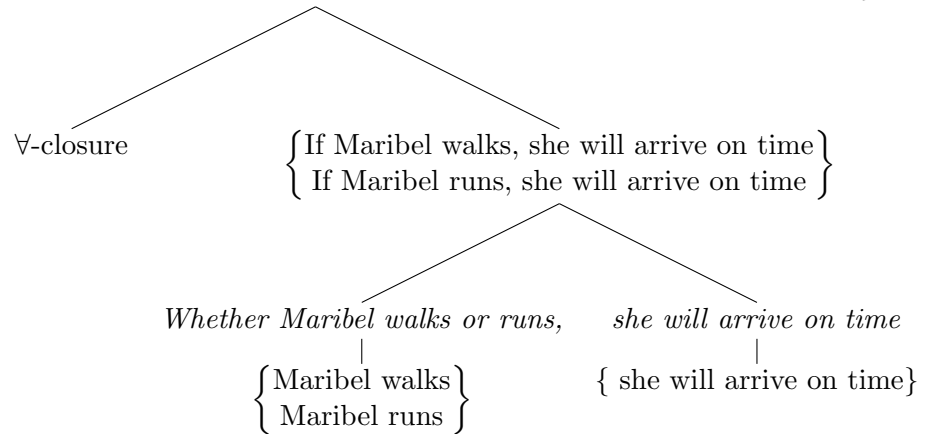 ∀-closure
If Maribel walks, she will arrive on time
If Maribel runs, she will arrive on time
Whether Maribel walks or runs, she will arrive on time
Maribel walks
Maribel runs
{ she will arrive on time}